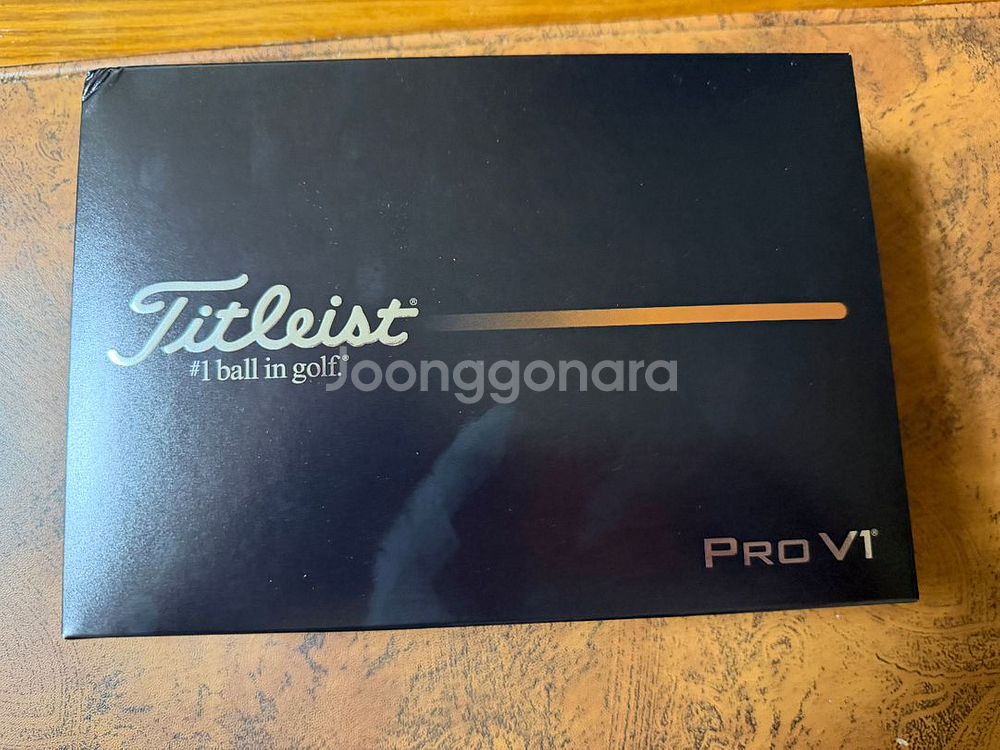 Titleist®
#1 ball in golf.®
Joonggonara
PRO V1®